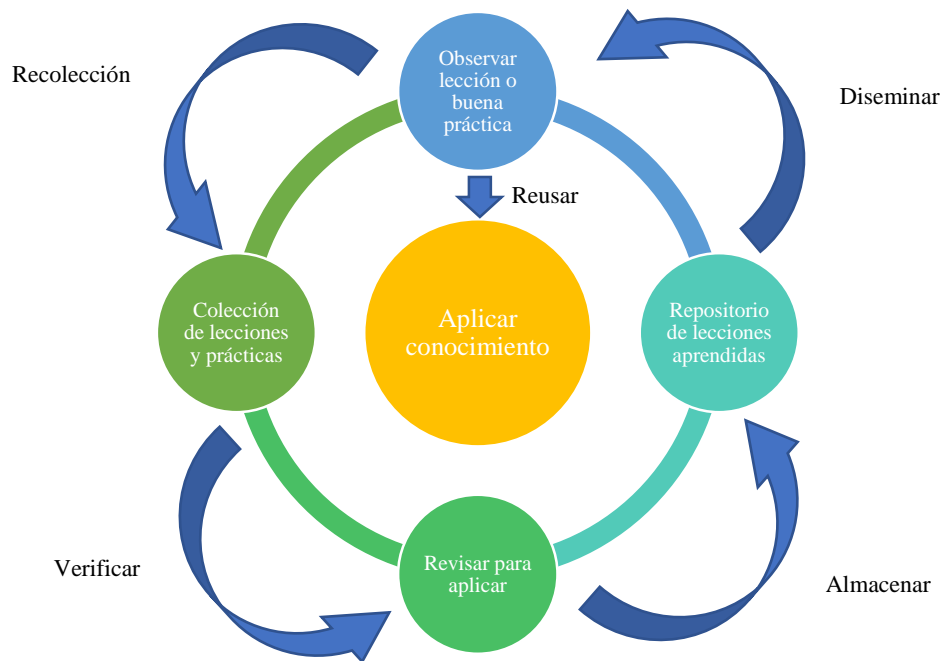 Observar
lección o
buena
práctica
Recolección
Diseminar
Reusar
Colección
de lecciones
y prácticas
Aplicar
conocimiento
Repositorio
de lecciones
aprendidas
Verificar
Revisar para
aplicar
Almacenar